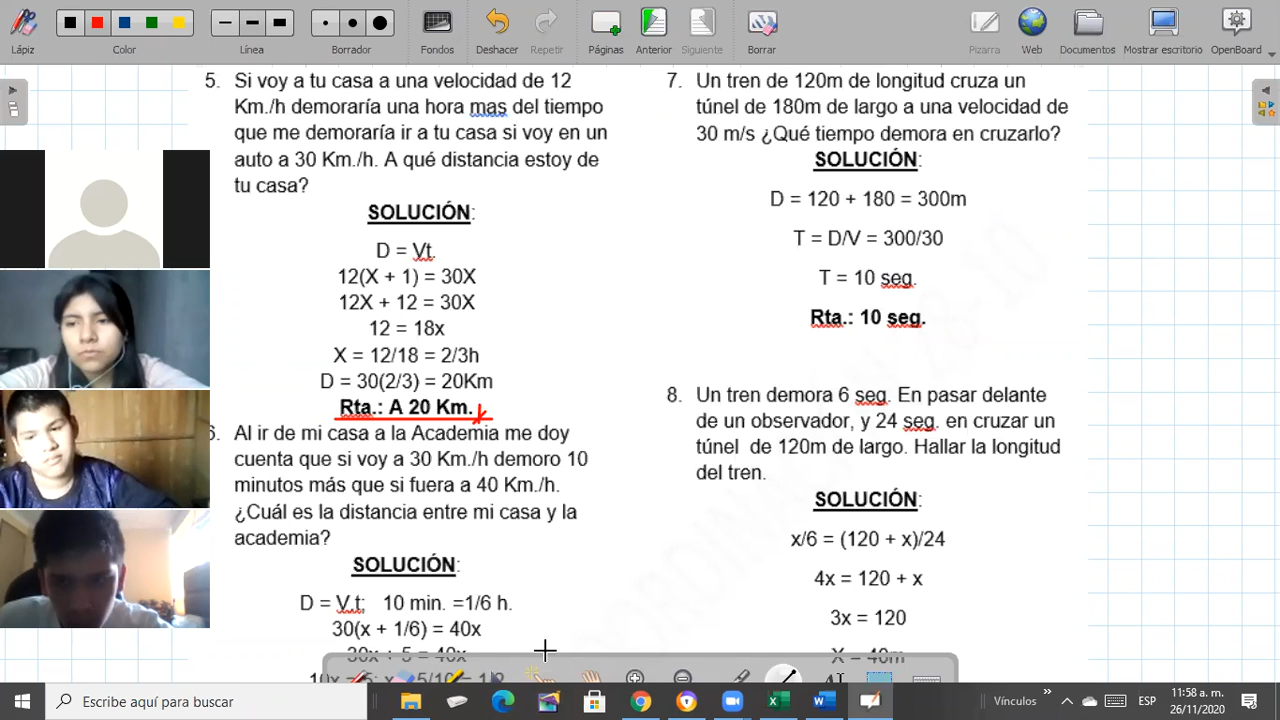 Lápiz
Color
Línea
Borrador
Fondos
Deshacer
Repetir
Páginas
Anterior
Siguiente
Borrar
Pizarra
Web
Documentos
Mostrar escritorio
OpenBoard
5. Si voy a tu casa a una velocidad de 12
Km./h demoraría una hora mas del tiempo
que me demoraría ir a tu casa si voy en un
auto a 30 Km./h. A qué distancia estoy de
tu casa?
SOLUCIÓN:
D = Vt.
12(X + 1) = 30X
12X + 12 = 30X
12 = 18x
X = 12/18 = 2/3h
D = 30(2/3) = 20Km
Rta.: A 20 Km.
6. Al ir de mi casa a la Academia me doy
cuenta que si voy a 30 Km./h demoro 10
minutos más que si fuera a 40 Km./h.
¿Cuál es la distancia entre mi casa y la
academia?
SOLUCIÓN:
D = V.t; 10 min. =1/6 h.
30(x + 1/6) = 40x
30x + 5 = 40x
7. Un tren de 120m de longitud cruza un
túnel de 180m de largo a una velocidad de
30 m/s ¿Qué tiempo demora en cruzarlo?
SOLUCIÓN:
D = 120 + 180 = 300m
T = D/V = 300/30
T = 10 seg.
Rta.: 10 seg.
8. Un tren demora 6 seg. En pasar delante
de un observador, y 24 seg. en cruzar un
túnel de 120m de largo. Hallar la longitud
del tren.
SOLUCIÓN:
x/6 = (120 + x)/24
4x = 120 + x
3x = 120
X = 40m
Escribe aquí para buscar
Vínculos
ESP
11:58 a. m.
26/11/2020